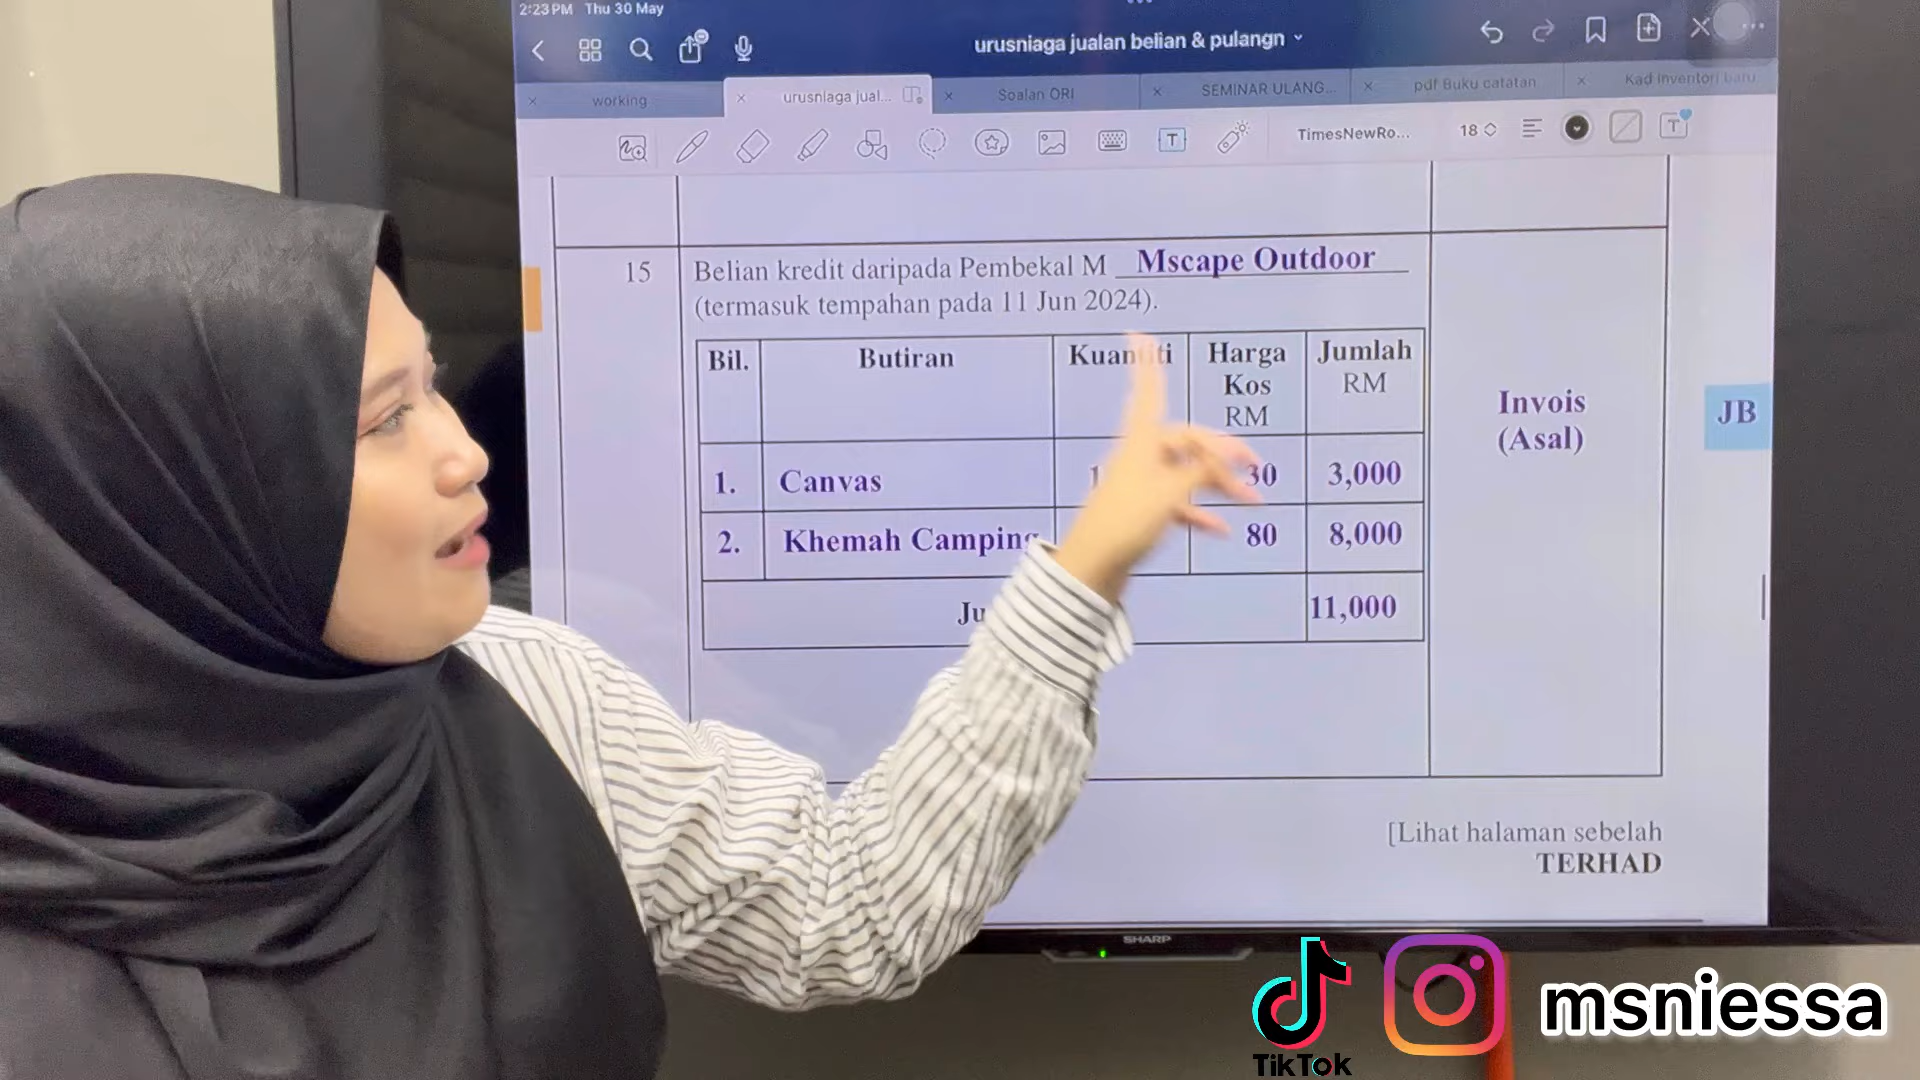 2:23 PM Thu 30 May
urusniaga jualan belian & pulangn
working
urusniaga jual...
Soalan ORI
SEMINAR ULANG...
pdf Buku catatan
Kad inventori baru
TimesNewRo...
18
15
Belian kredit daripada Pembekal M Mscape Outdoor
(termasuk tempahan pada 11 Jun 2024).
Bil. Butiran Kuantiti Harga Kos RM Jumlah RM
1. Canvas 30 3,000
2. Khemah Camping 80 8,000
11,000
Invois
(Asal)
JB
[Lihat halaman sebelah
TERHAD
SHARP
TikTok
msniessa